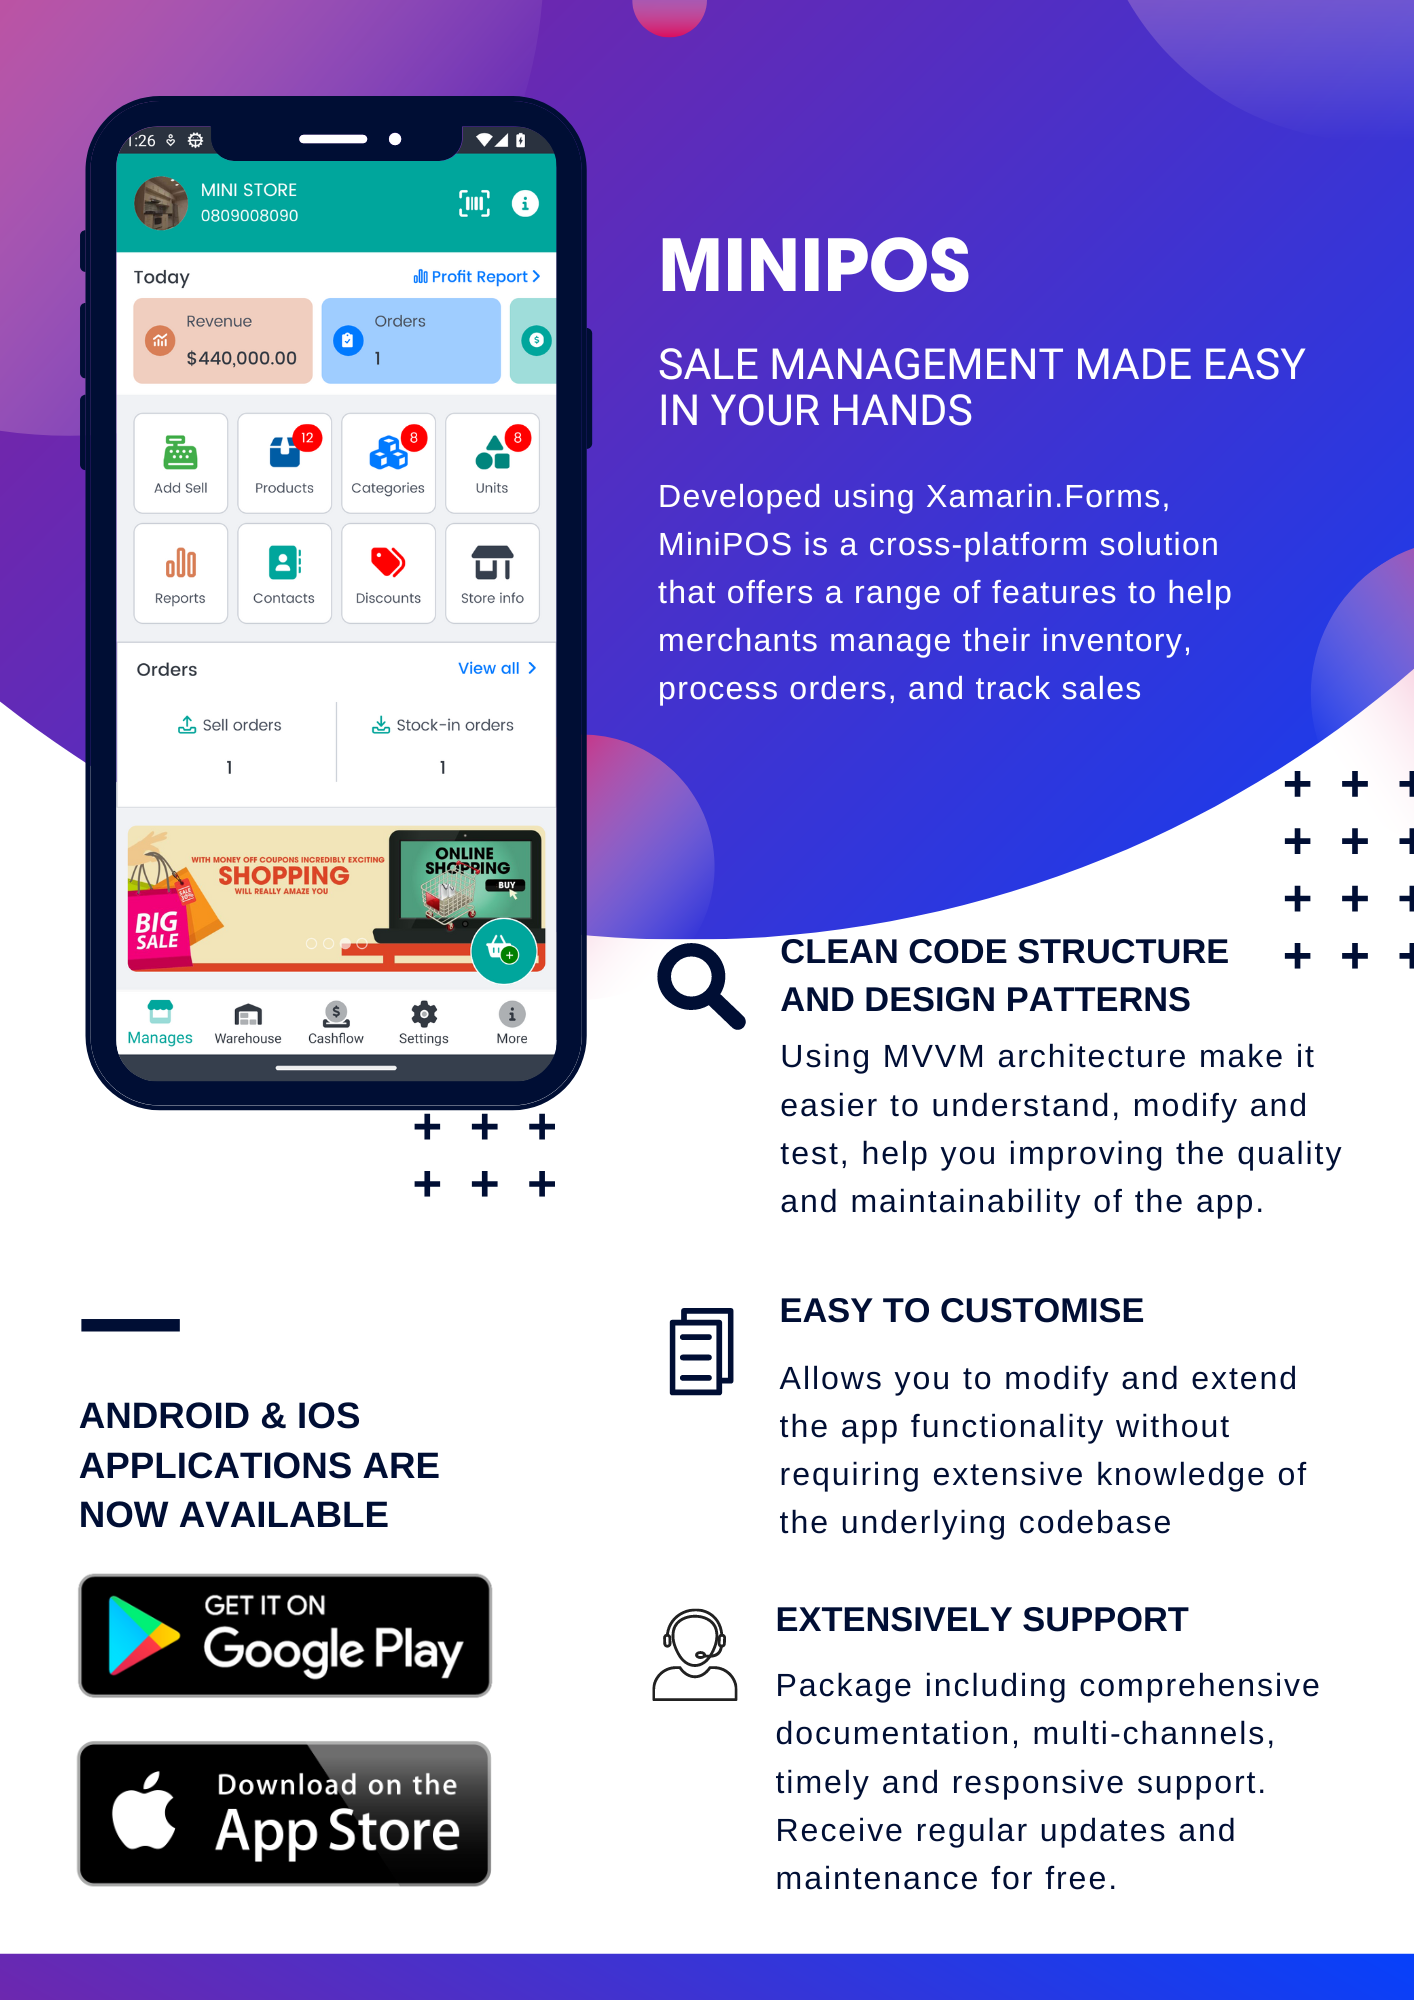 1:26
MINI STORE
0809008090
Today
Profit Report
Revenue
$440,000.00
Orders
1
Add Sell
Products
12
Categories
8
Units
8
Reports
Contacts
Discounts
Store info
Orders
View all
Sell orders
1
Stock-in orders
1
WITH MONEY OFF COUPONS INCREDIBLY EXCITING
SHOPPING
WILL REALLY AMAZE YOU
BIG
SALE
ONLINE
SHOPPING
BUY
Manages
Warehouse
Cashflow
Settings
More
MINIPOS
SALE MANAGEMENT MADE EASY
IN YOUR HANDS
Developed using Xamarin.Forms,
MiniPOS is a cross-platform solution
that offers a range of features to help
merchants manage their inventory,
process orders, and track sales
CLEAN CODE STRUCTURE
AND DESIGN PATTERNS
Using MVVM architecture make it
easier to understand, modify and
test, help you improving the quality
and maintainability of the app.
EASY TO CUSTOMISE
Allows you to modify and extend
the app functionality without
requiring extensive knowledge of
the underlying codebase
EXTENSIVELY SUPPORT
Package including comprehensive
documentation, multi-channels,
timely and responsive support.
Receive regular updates and
maintenance for free.
ANDROID & IOS
APPLICATIONS ARE
NOW AVAILABLE
GET IT ON
Google Play
Download on the
App Store